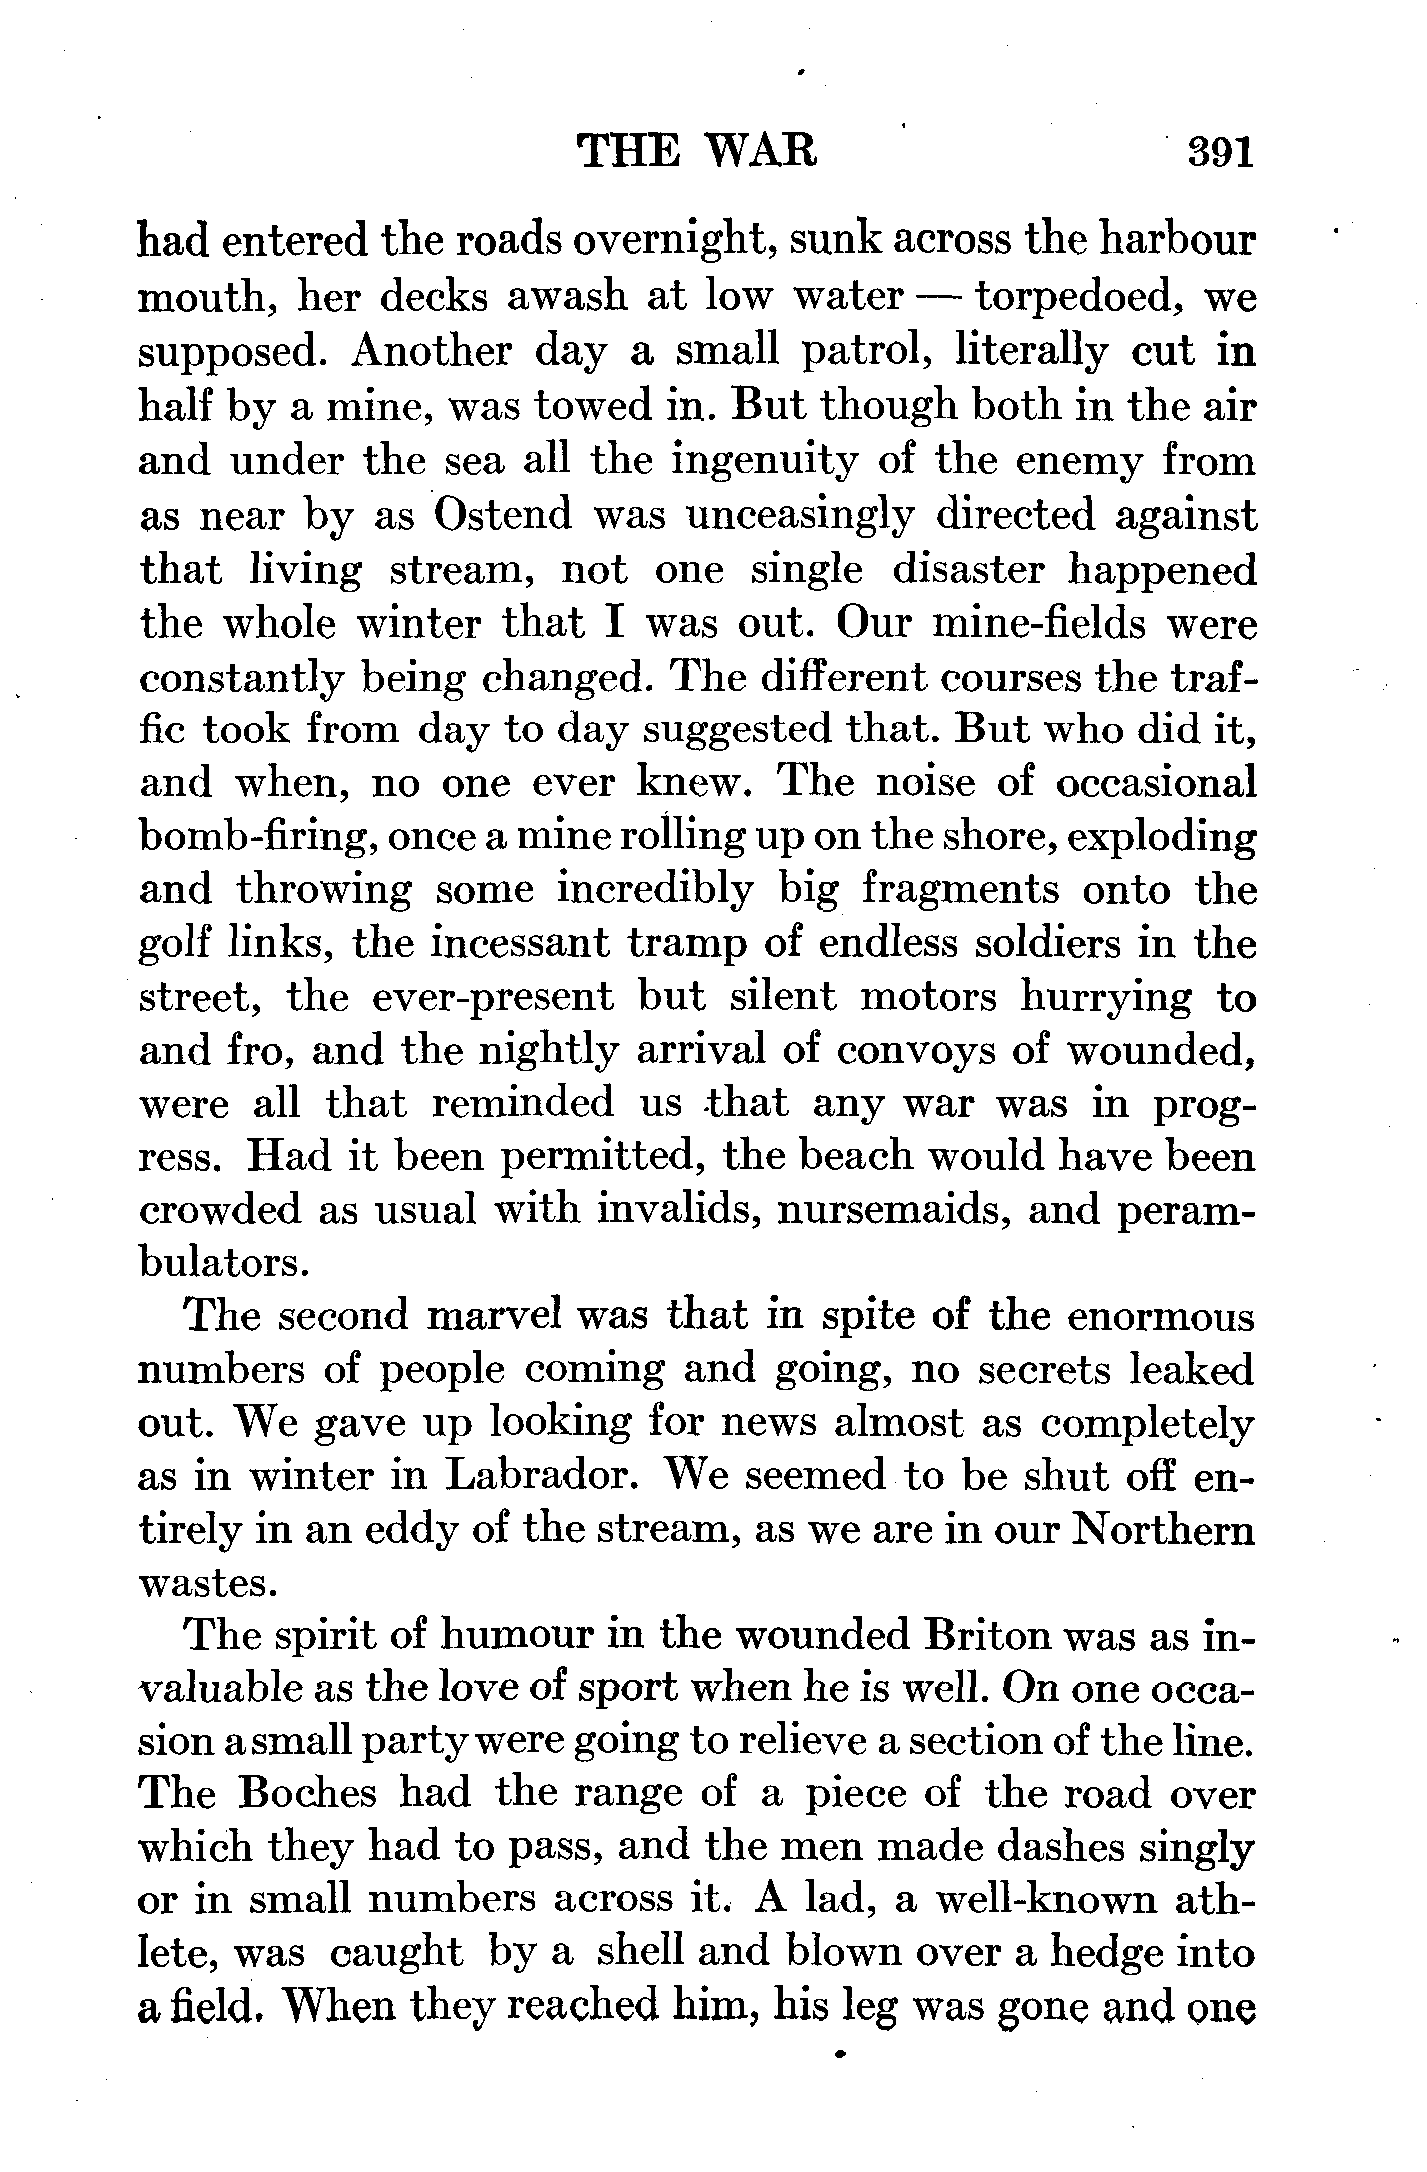 THE WAR 391
had entered the roads overnight, sunk across the harbour
mouth, her decks awash at low water — torpedoed, we
supposed. Another day a small patrol, literally cut in
half by a mine, was towed in. But though both in the air
and under the sea all the ingenuity of the enemy from
as near by as Ostend was unceasingly directed against
that living stream, not one single disaster happened
the whole winter that I was out. Our mine-fields were
constantly being changed. The different courses the traf-
fic took from day to day suggested that. But who did it,
and when, no one ever knew. The noise of occasional
bomb-firing, once a mine rolling up on the shore, exploding
and throwing some incredibly big fragments onto the
golf links, the incessant tramp of endless soldiers in the
street, the ever-present but silent motors hurrying to
and fro, and the nightly arrival of convoys of wounded,
were all that reminded us that any war was in prog-
ress. Had it been permitted, the beach would have been
crowded as usual with invalids, nursemaids, and peram-
bulators.
The second marvel was that in spite of the enormous
numbers of people coming and going, no secrets leaked
out. We gave up looking for news almost as completely
as in winter in Labrador. We seemed to be shut off en-
tirely in an eddy of the stream, as we are in our Northern
wastes.
The spirit of humour in the wounded Briton was as in-
valuable as the love of sport when he is well. On one occa-
sion a small party were going to relieve a section of the line.
The Boches had the range of a piece of the road over
which they had to pass, and the men made dashes singly
or in small numbers across it. A lad, a well-known ath-
lete, was caught by a shell and blown over a hedge into
a field. When they reached him, his leg was gone and one